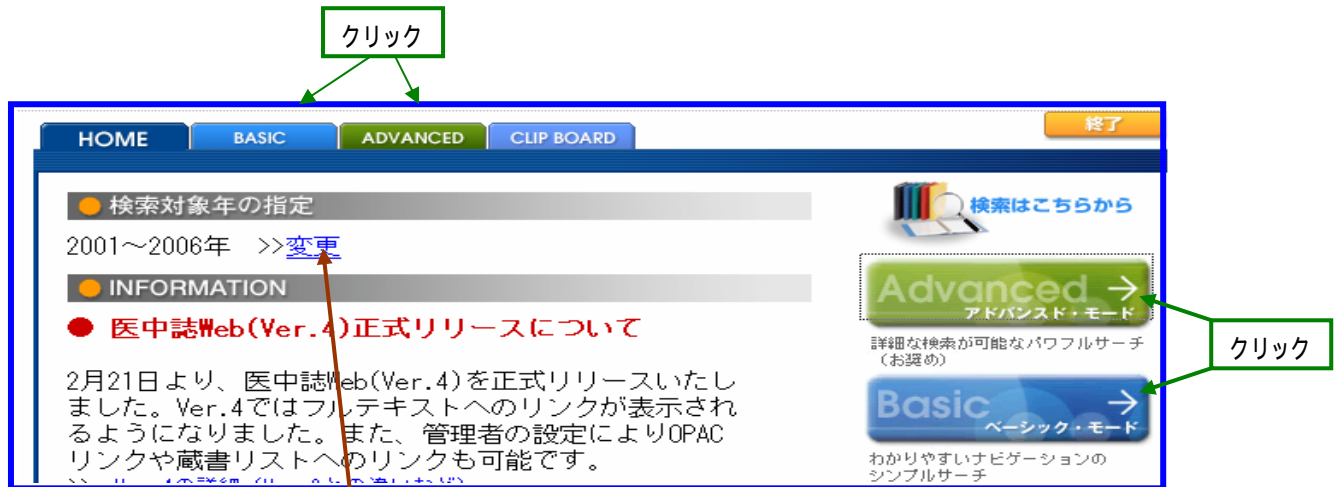 クリック
HOME BASIC ADVANCED CLIP BOARD 終了
検索対象年の指定
2001～2006年 >>変更
INFORMATION
● 医中誌Web(Ver.4)正式リリースについて
2月21日より、医中誌Web(Ver.4)を正式リリースいたし
ました。Ver.4ではフルテキストへのリンクが表示され
るようになりました。また、管理者の設定によりOPAC
リンクや蔵書リストへのリンクも可能です。
検索はこちらから
Advanced →
アドバンスド・モード
詳細な検索が可能なパワフルサーチ
(お奨め)
Basic →
ベーシック・モード
わかりやすいナビゲーションの
シンプルサーチ
クリック